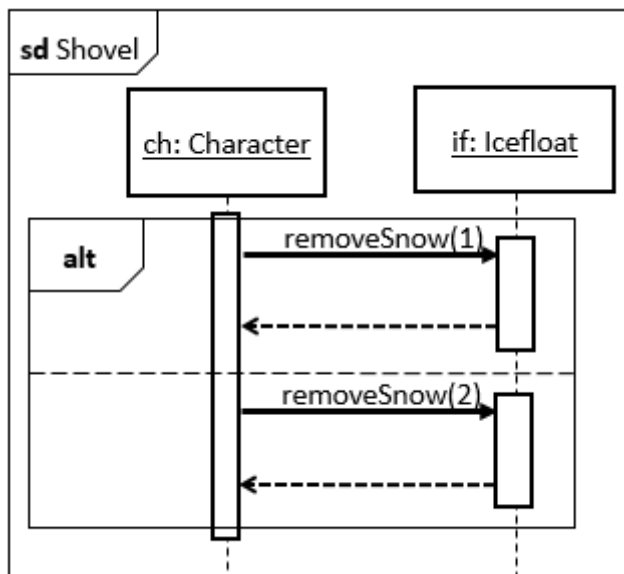 sd Shovel
ch: Character
if: Icefloat
alt
removeSnow(1)
removeSnow(2)